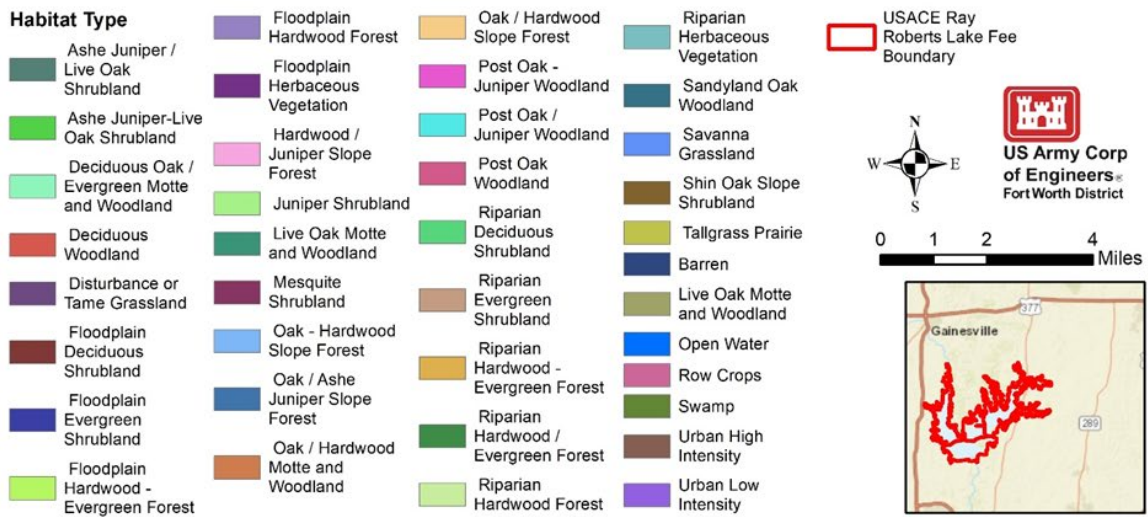 Habitat Type
Ashe Juniper /
Live Oak
Shrubland
Ashe Juniper-Live
Oak Shrubland
Deciduous Oak /
Evergreen Motte
and Woodland
Deciduous
Woodland
Disturbance or
Tame Grassland
Floodplain
Deciduous
Shrubland
Floodplain
Evergreen
Shrubland
Floodplain
Hardwood -
Evergreen Forest
Floodplain
Hardwood Forest
Floodplain
Herbaceous
Vegetation
Hardwood /
Juniper Slope
Forest
Juniper Shrubland
Live Oak Motte
and Woodland
Mesquite
Shrubland
Oak - Hardwood
Slope Forest
Oak / Ashe
Juniper Slope
Forest
Oak / Hardwood
Motte and
Woodland
Oak / Hardwood
Slope Forest
Post Oak -
Juniper Woodland
Post Oak /
Juniper Woodland
Post Oak
Woodland
Riparian
Deciduous
Shrubland
Riparian
Evergreen
Shrubland
Riparian
Hardwood -
Evergreen Forest
Riparian
Hardwood /
Evergreen Forest
Riparian
Hardwood Forest
Riparian
Herbaceous
Vegetation
Sandyland Oak
Woodland
Savanna
Grassland
Shin Oak Slope
Shrubland
Tallgrass Prairie
Barren
Live Oak Motte
and Woodland
Open Water
Row Crops
Swamp
Urban High
Intensity
Urban Low
Intensity
USACE Ray
Roberts Lake Fee
Boundary
N
W E
S
US Army Corp
of Engineers®
Fort Worth District
0 1 2 4
Miles
377
Gainesville
289